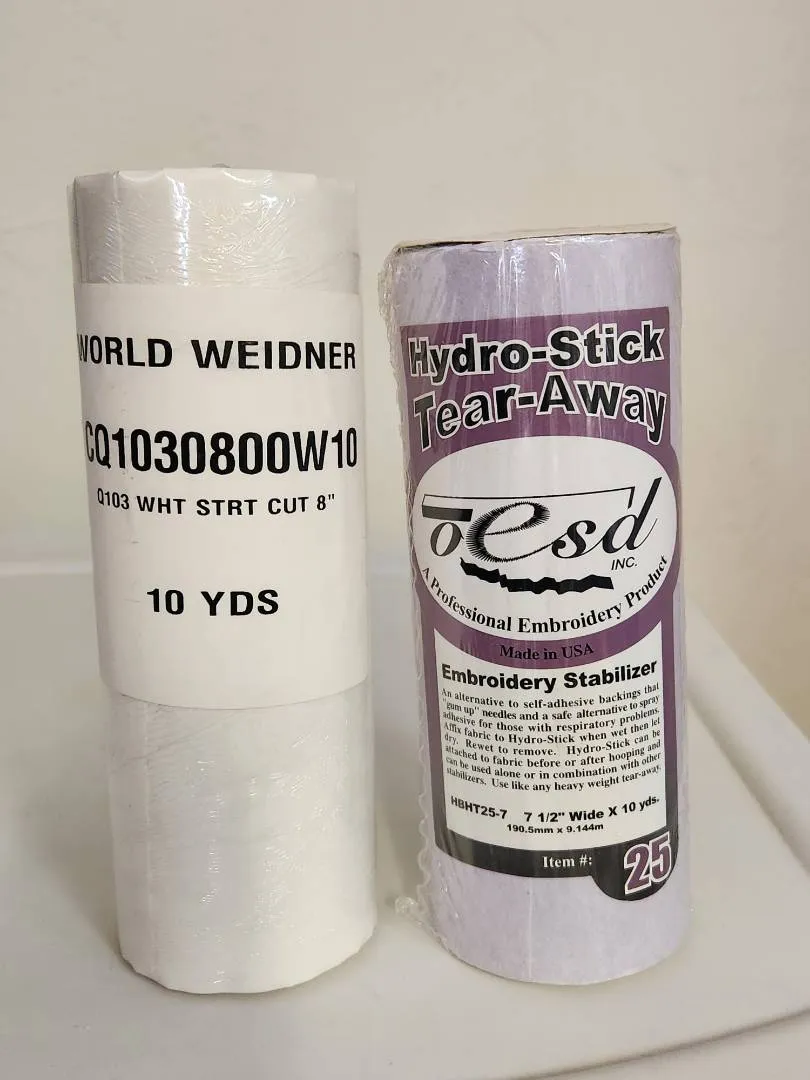 WORLD WEIDNER
CQ1030800W10
Q103 WHT STRT CUT 8"
10 YDS
Hydro-Stick
Tear-Away
oesd
INC.
A Professional Embroidery Product
Made in USA
Embroidery Stabilizer
An alternative to self-adhesive backings that
"gum up" needles and a safe alternative to spray
adhesive for those with respiratory problems.
Affix fabric to Hydro-Stick when wet then let
dry. Rewet to remove. Hydro-Stick can be
attached to fabric before or after hooping and
can be used alone or in combination with other
stabilizers. Use like any heavy weight tear-away.
HBHT25-7 7 1/2" Wide X 10 yds.
190.5mm x 9.144m
Item #: 25